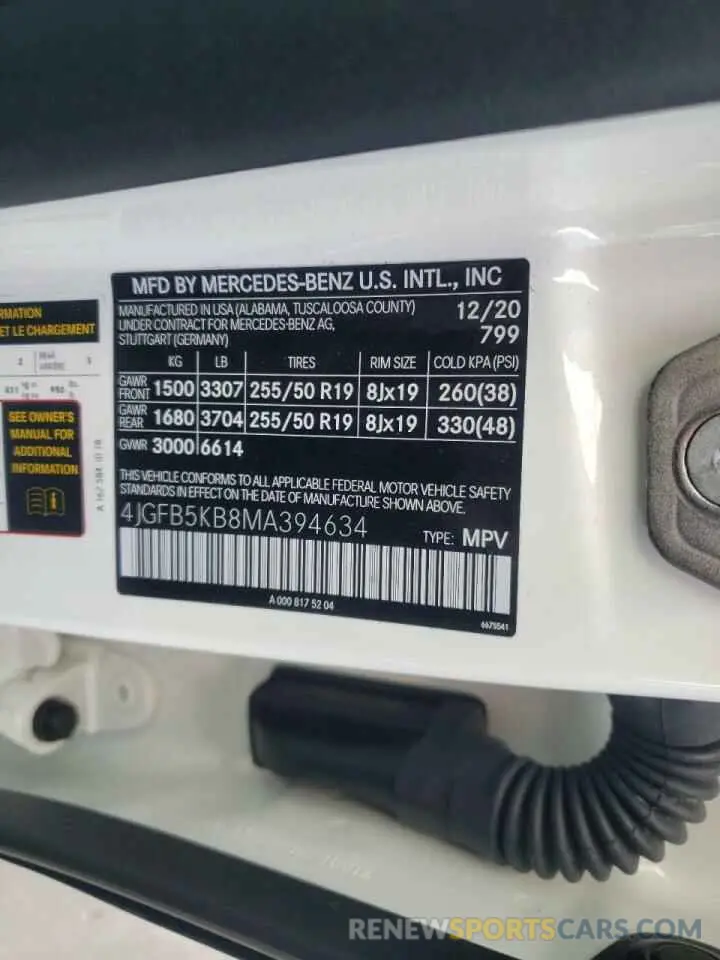 MFD BY MERCEDES-BENZ U.S. INTL., INC
MANUFACTURED IN USA (ALABAMA, TUSCALOOSA COUNTY) 12/20
UNDER CONTRACT FOR MERCEDES-BENZ AG, 799
STUTTGART (GERMANY)
KG LB TIRES RIM SIZE COLD KPA (PSI)
GAWR FRONT 1500 3307 255/50 R19 8Jx19 260(38)
GAWR REAR 1680 3704 255/50 R19 8Jx19 330(48)
GVWR 3000 6614
THIS VEHICLE CONFORMS TO ALL APPLICABLE FEDERAL MOTOR VEHICLE SAFETY
STANDARDS IN EFFECT ON THE DATE OF MANUFACTURE SHOWN ABOVE.
4JGFB5KB8MA394634 TYPE: MPV
A 000 817 52 04
6675541
RMATION
ET LE CHARGEMENT
2 3
SEE OWNER'S
MANUAL FOR
ADDITIONAL
INFORMATION
RENEWSPORTSCARS.COM